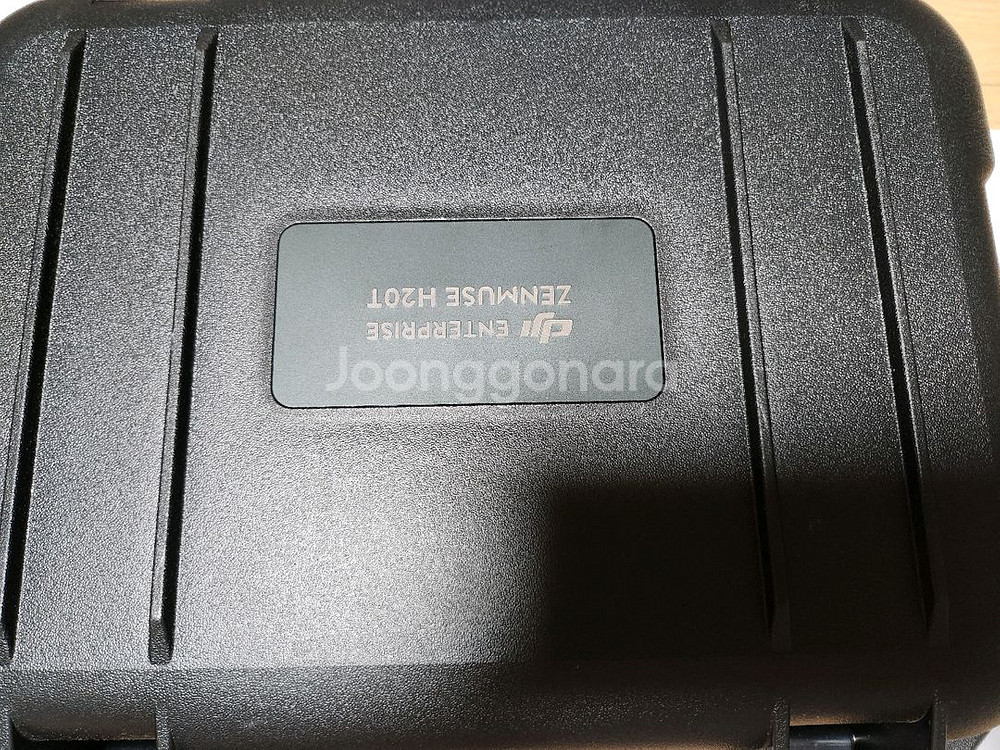 dji ENTERPRISE
ZENMUSE H20T
Joonggonara